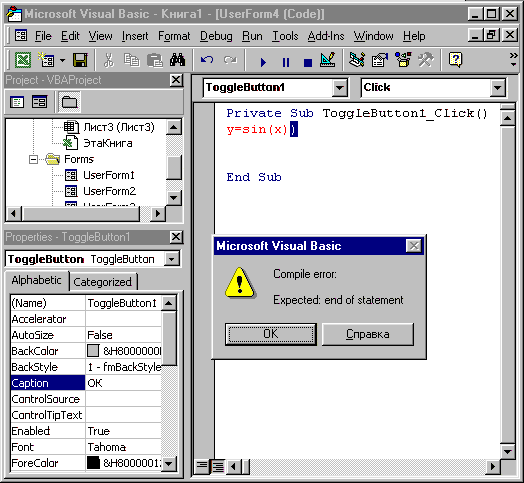 Microsoft Visual Basic - Книга1 - [UserForm4 (Code)]
File Edit View Insert Format Debug Run Tools Add-Ins Window Help
Project - VBAProject
Лист3 (Лист3)
ЭтаКнига
Forms
UserForm1
UserForm2
Properties - ToggleButton1
ToggleButton ToggleButton
Alphabetic Categorized
(Name) ToggleButton1
Accelerator
AutoSize False
BackColor &H8000000
BackStyle 1 - fmBackStyle
Caption OK
ControlSource
ControlTipText
Enabled True
Font Tahoma
ForeColor &H8000001
ToggleButton1 Click
Private Sub ToggleButton1_Click()
y=sin(x))
End Sub
Microsoft Visual Basic
Compile error:
Expected: end of statement
OK Справка